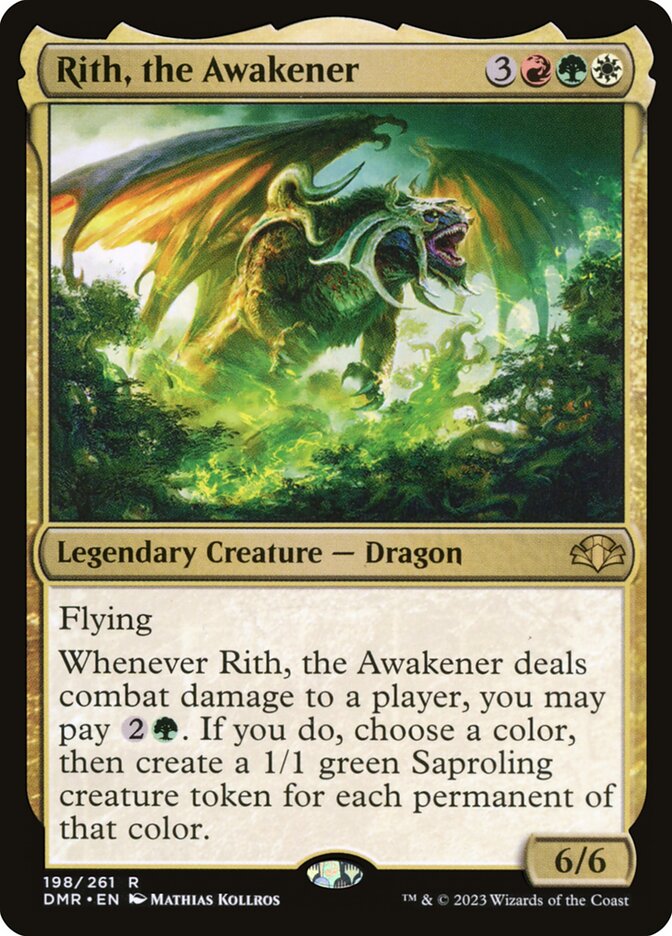 Rith, the Awakener 3
Legendary Creature — Dragon
Flying
Whenever Rith, the Awakener deals
combat damage to a player, you may
pay 2. If you do, choose a color,
then create a 1/1 green Saproling
creature token for each permanent of
that color.
6/6
198/261 R
DMR • EN MATHIAS KOLLROS
™ & © 2023 Wizards of the Coast